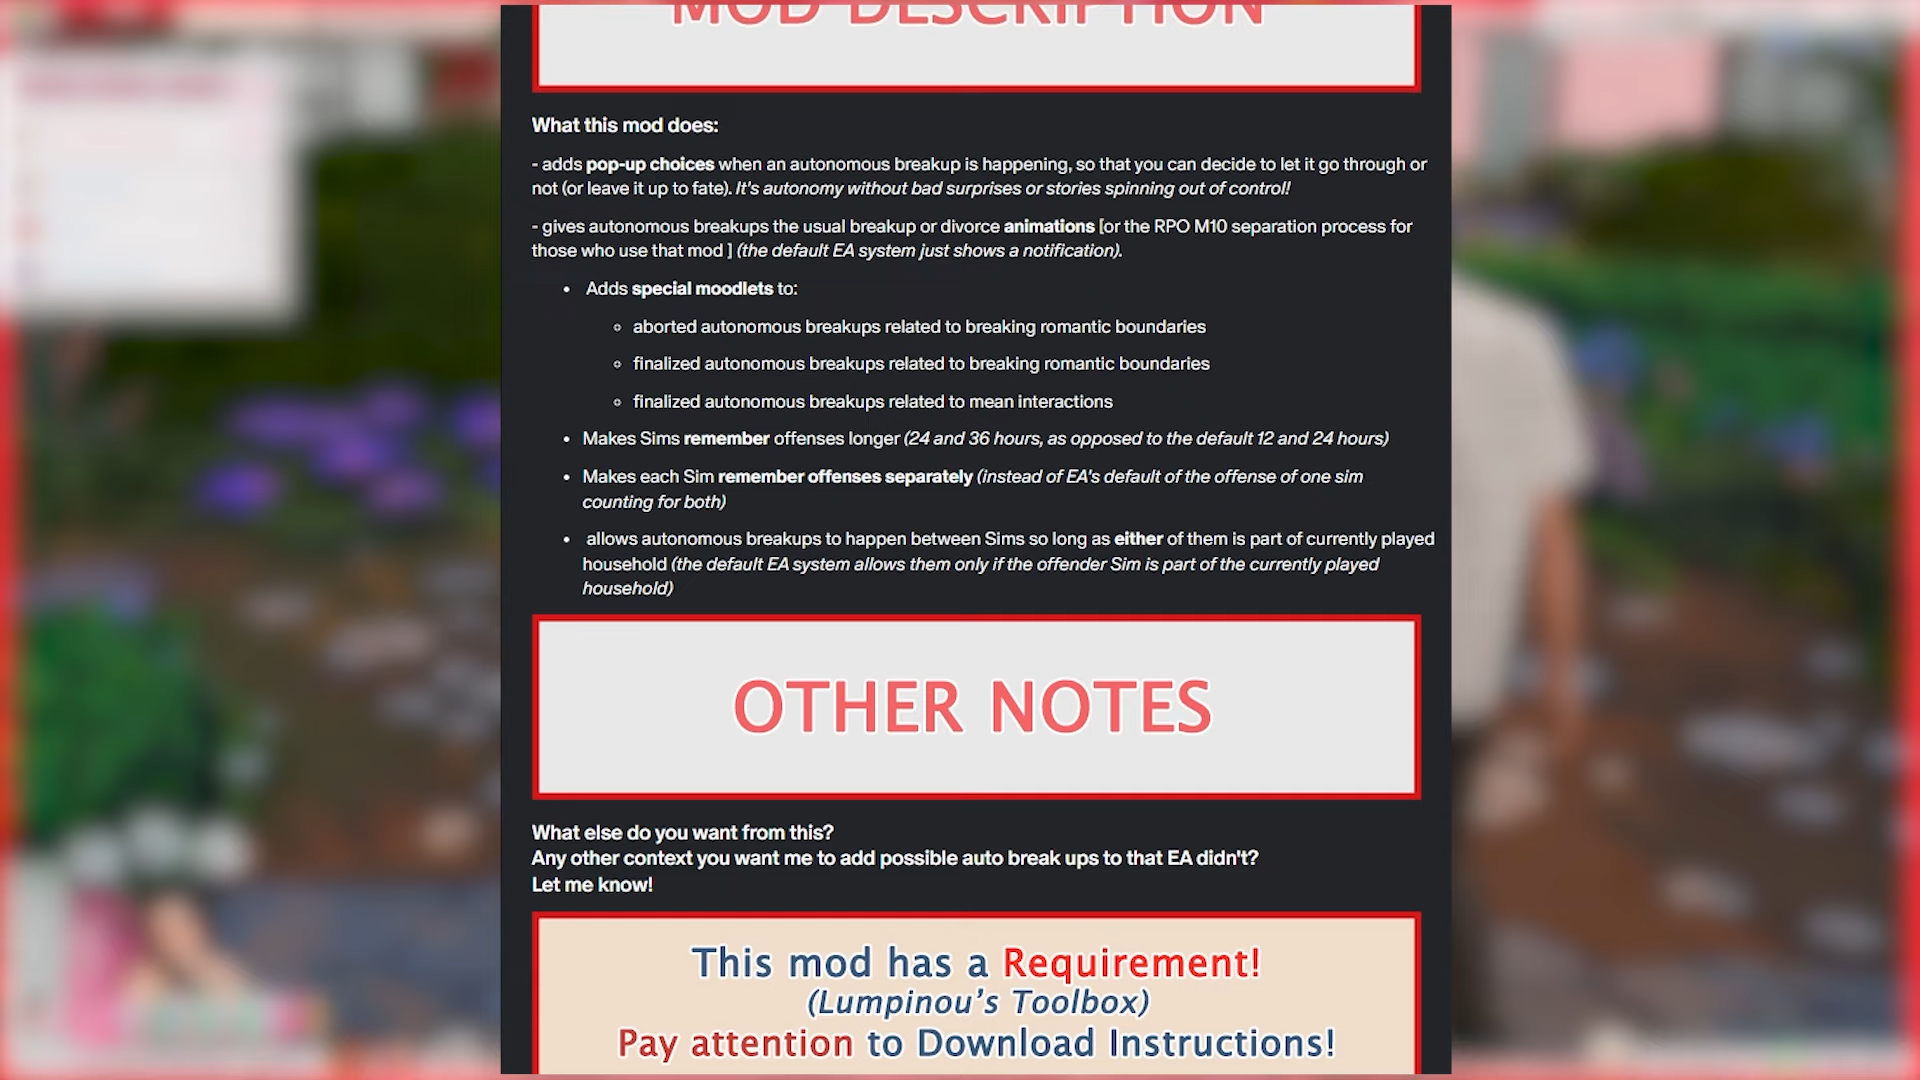 MOD DESCRIPTION
What this mod does:
- adds pop-up choices when an autonomous breakup is happening, so that you can decide to let it go through or
not (or leave it up to fate). It's autonomy without bad surprises or stories spinning out of control!
- gives autonomous breakups the usual breakup or divorce animations [or the RPO M10 separation process for
those who use that mod ] (the default EA system just shows a notification).
• Adds special moodlets to:
◦ aborted autonomous breakups related to breaking romantic boundaries
◦ finalized autonomous breakups related to breaking romantic boundaries
◦ finalized autonomous breakups related to mean interactions
• Makes Sims remember offenses longer (24 and 36 hours, as opposed to the default 12 and 24 hours)
• Makes each Sim remember offenses separately (instead of EA's default of the offense of one sim
counting for both)
• allows autonomous breakups to happen between Sims so long as either of them is part of currently played
household (the default EA system allows them only if the offender Sim is part of the currently played
household)
OTHER NOTES
What else do you want from this?
Any other context you want me to add possible auto break ups to that EA didn't?
Let me know!
This mod has a Requirement!
(Lumpinou's Toolbox)
Pay attention to Download Instructions!